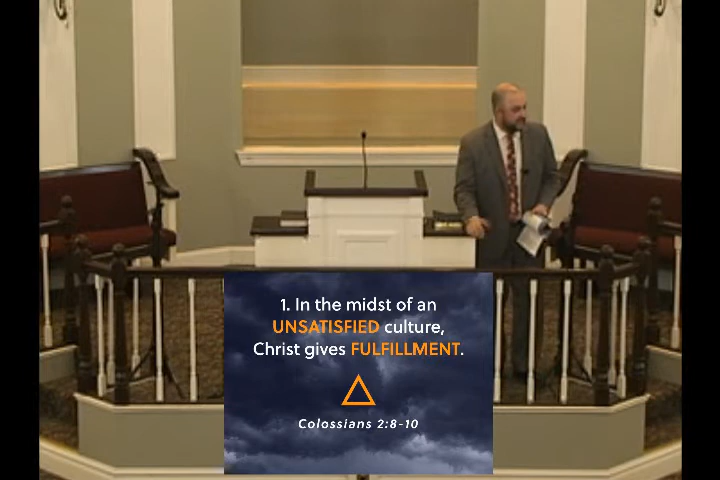 1. In the midst of an
UNSATISFIED culture,
Christ gives FULFILLMENT.
Colossians 2:8-10